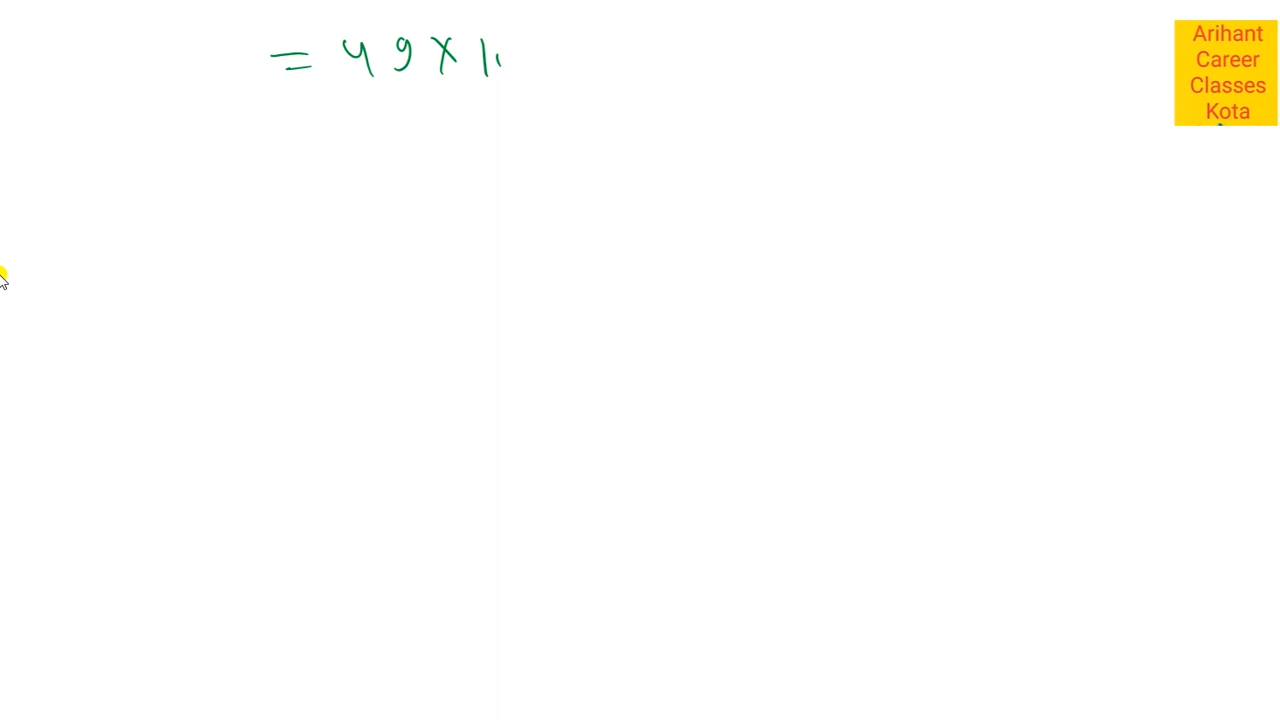 = 49 × 1
Arihant
Career
Classes
Kota